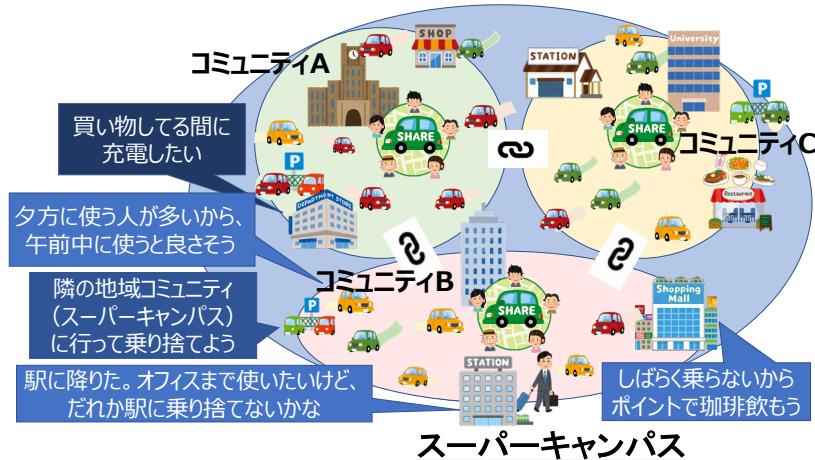 コミュニティA
SHOP
STATION
University
P
SHARE
SHARE
コミュニティC
買い物してる間に
充電したい
P
DEPARTMENT STORE
Restaurant
夕方に使う人が多いから、
午前中に使うと良さそう
コミュニティB
隣の地域コミュニティ
（スーパーキャンパス）
に行って乗り捨てよう
P
SHARE
Shopping
Mall
駅に降りた。オフィスまで使いたいけど、
だれか駅に乗り捨てないかな
STATION
しばらく乗らないから
ポイントで珈琲飲もう
スーパーキャンパス